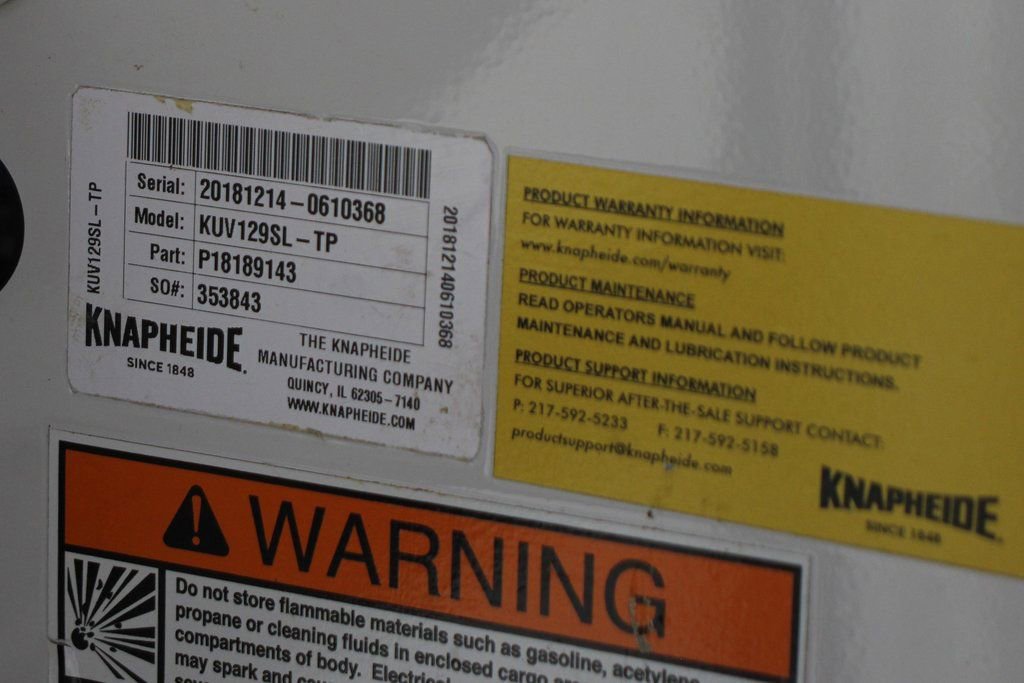 KUV129SL-TP
Serial: 20181214-0610368
Model: KUV129SL-TP
Part: P18189143
SO#: 353843
201812140610368
KNAPHEIDE
SINCE 1848
THE KNAPHEIDE
MANUFACTURING COMPANY
QUINCY, IL 62305-7140
WWW.KNAPHEIDE.COM
PRODUCT WARRANTY INFORMATION
FOR WARRANTY INFORMATION VISIT:
www.knapheide.com/warranty
PRODUCT MAINTENANCE
READ OPERATORS MANUAL AND FOLLOW PRODUCT
MAINTENANCE AND LUBRICATION INSTRUCTIONS.
PRODUCT SUPPORT INFORMATION
FOR SUPERIOR AFTER-THE-SALE SUPPORT CONTACT:
P: 217-592-5233 F: 217-592-5158
productsupport@knapheide.com
KNAPHEIDE
SINCE 1848
WARNING
Do not store flammable materials such as gasoline, acetylene,
propane or cleaning fluids in enclosed cargo
compartments of body.
may spark and